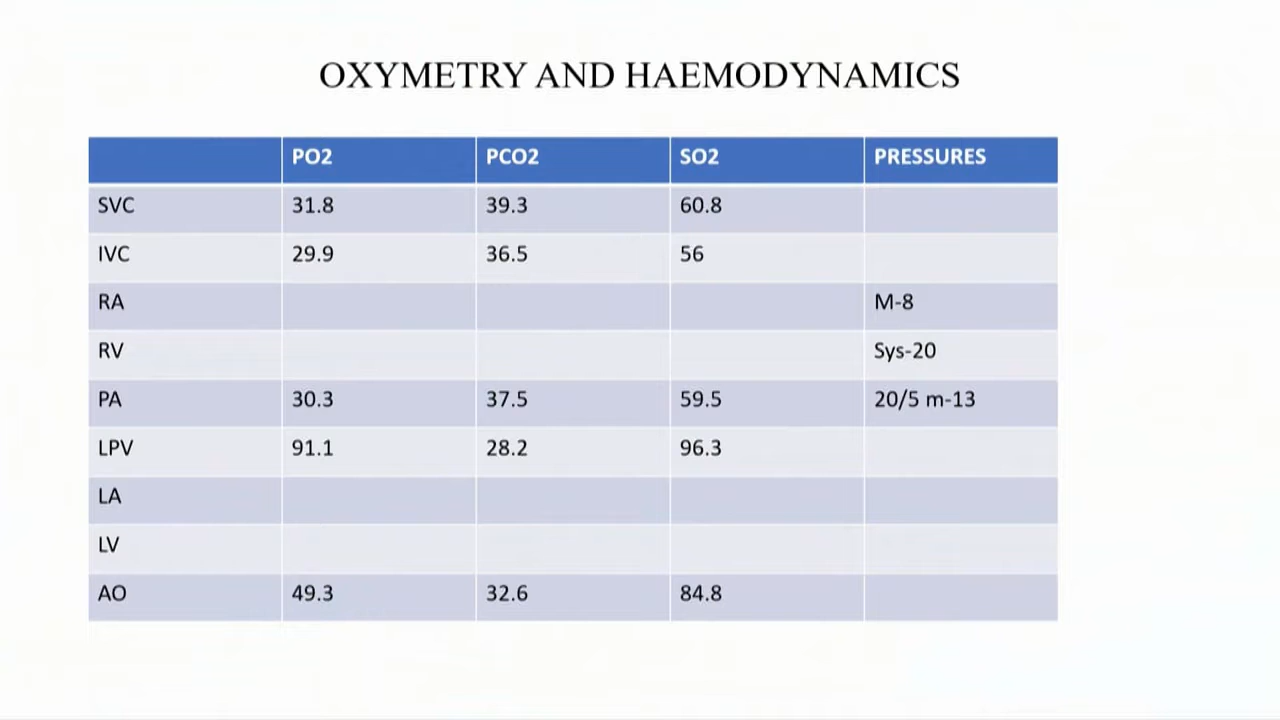 OXYMETRY AND HAEMODYNAMICS
PO2 PCO2 SO2 PRESSURES
SVC 31.8 39.3 60.8
IVC 29.9 36.5 56
RA M-8
RV Sys-20
PA 30.3 37.5 59.5 20/5 m-13
LPV 91.1 28.2 96.3
LA
LV
AO 49.3 32.6 84.8